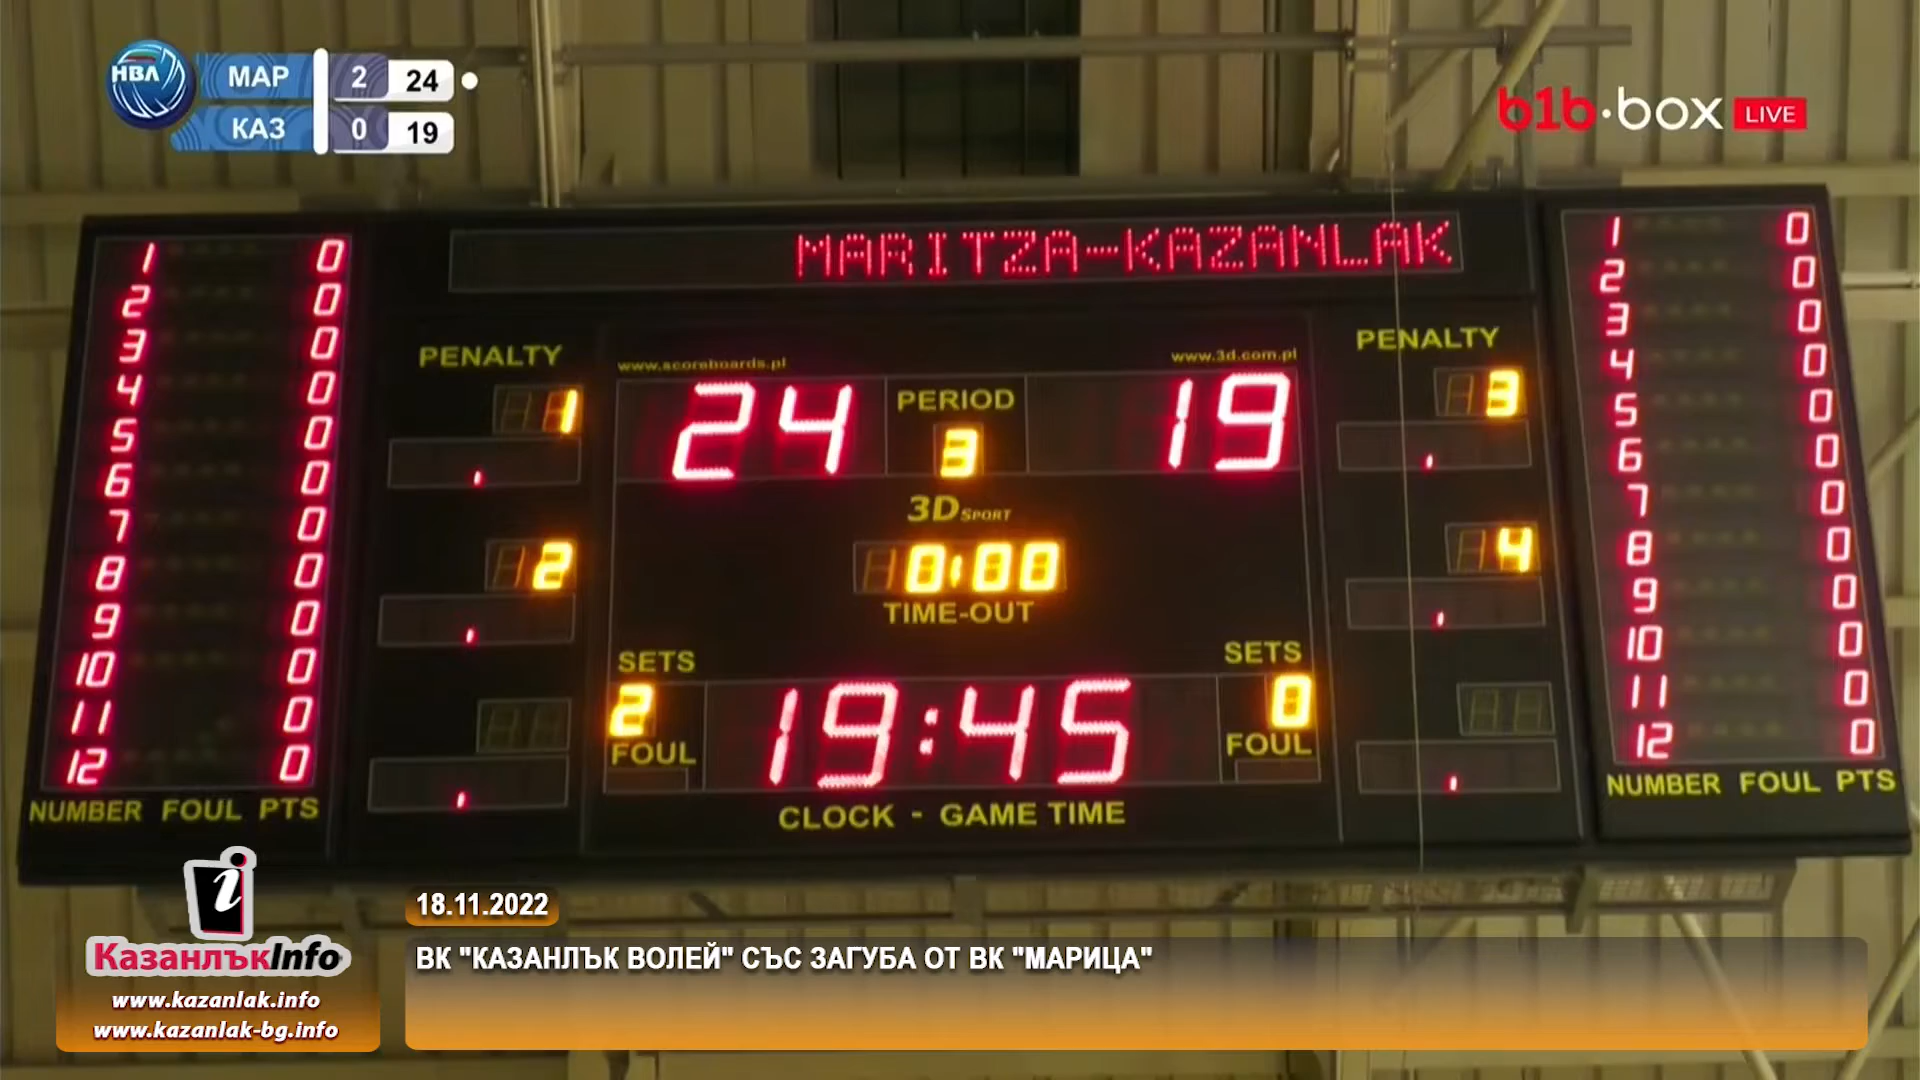 НВЛ
МАР 2 24
КАЗ 0 19
b1b.box LIVE
MARITZA-KAZANLAK
1 0
2 0
3 0
4 0
5 0
6 0
7 0
8 0
9 0
10 0
11 0
12 0
NUMBER FOUL PTS
PENALTY
1
2
www.scoreboards.pl
www.3d.com.pl
24
PERIOD
3
19
3D SPORT
0:00
TIME-OUT
SETS
2
FOUL
19:45
SETS
0
FOUL
CLOCK - GAME TIME
PENALTY
3
4
1 0
2 0
3 0
4 0
5 0
6 0
7 0
8 0
9 0
10 0
11 0
12 0
NUMBER FOUL PTS
i
КазанлъкInfo
www.kazanlak.info
www.kazanlak-bg.info
18.11.2022
ВК "КАЗАНЛЪК ВОЛЕЙ" СЪС ЗАГУБА ОТ ВК "МАРИЦА"